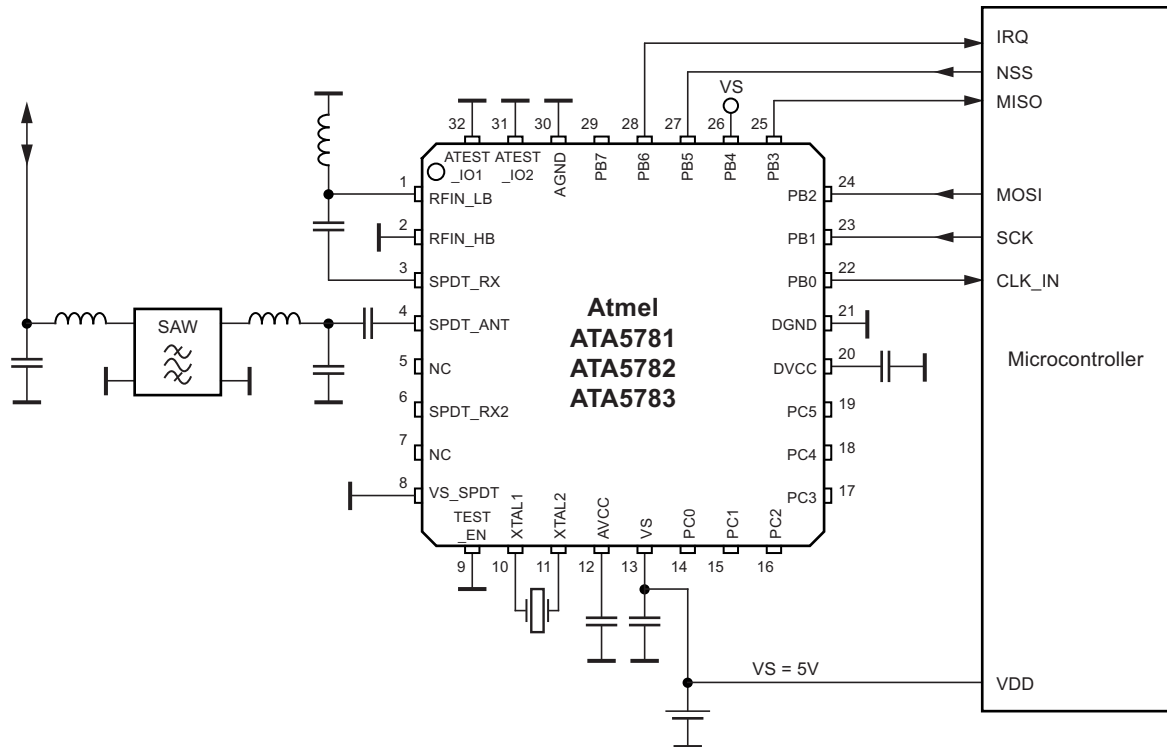 IRQ
NSS
VS
MISO
32 31 30 29 28 27 26 25
ATEST
_IO1
ATEST
_IO2
AGND
PB7
PB6
PB5
PB4
PB3
1
RFIN_LB
PB2
24
MOSI
2
RFIN_HB
PB1
23
SCK
3
SPDT_RX
PB0
22
CLK_IN
SAW
4
SPDT_ANT
Atmel
ATA5781
ATA5782
ATA5783
DGND
21
5
NC
DVCC
20
Microcontroller
6
SPDT_RX2
PC5
19
7
NC
PC4
18
8
VS_SPDT
PC3
17
TEST
_EN
XTAL1
XTAL2
AVCC
VS
PC0
PC1
PC2
9 10 11 12 13 14 15 16
VS = 5V
VDD